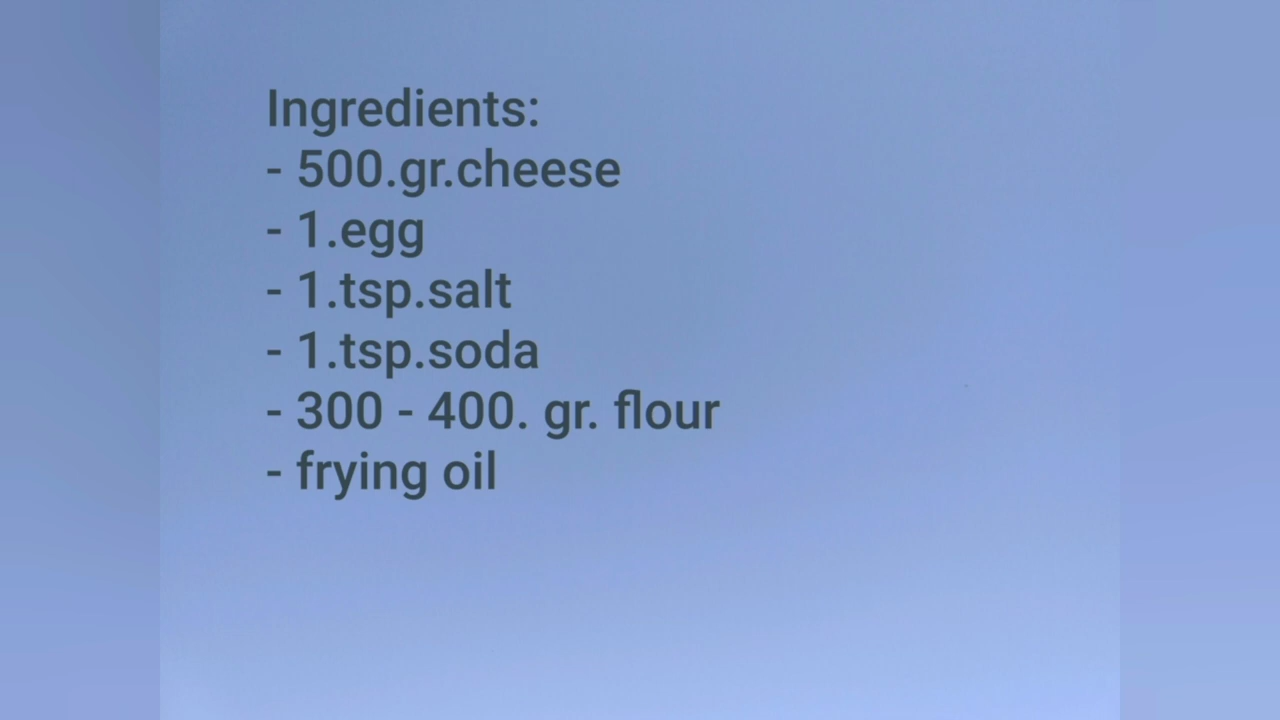 Ingredients:
- 500.gr.cheese
- 1.egg
- 1.tsp.salt
- 1.tsp.soda
- 300 - 400. gr. flour
- frying oil